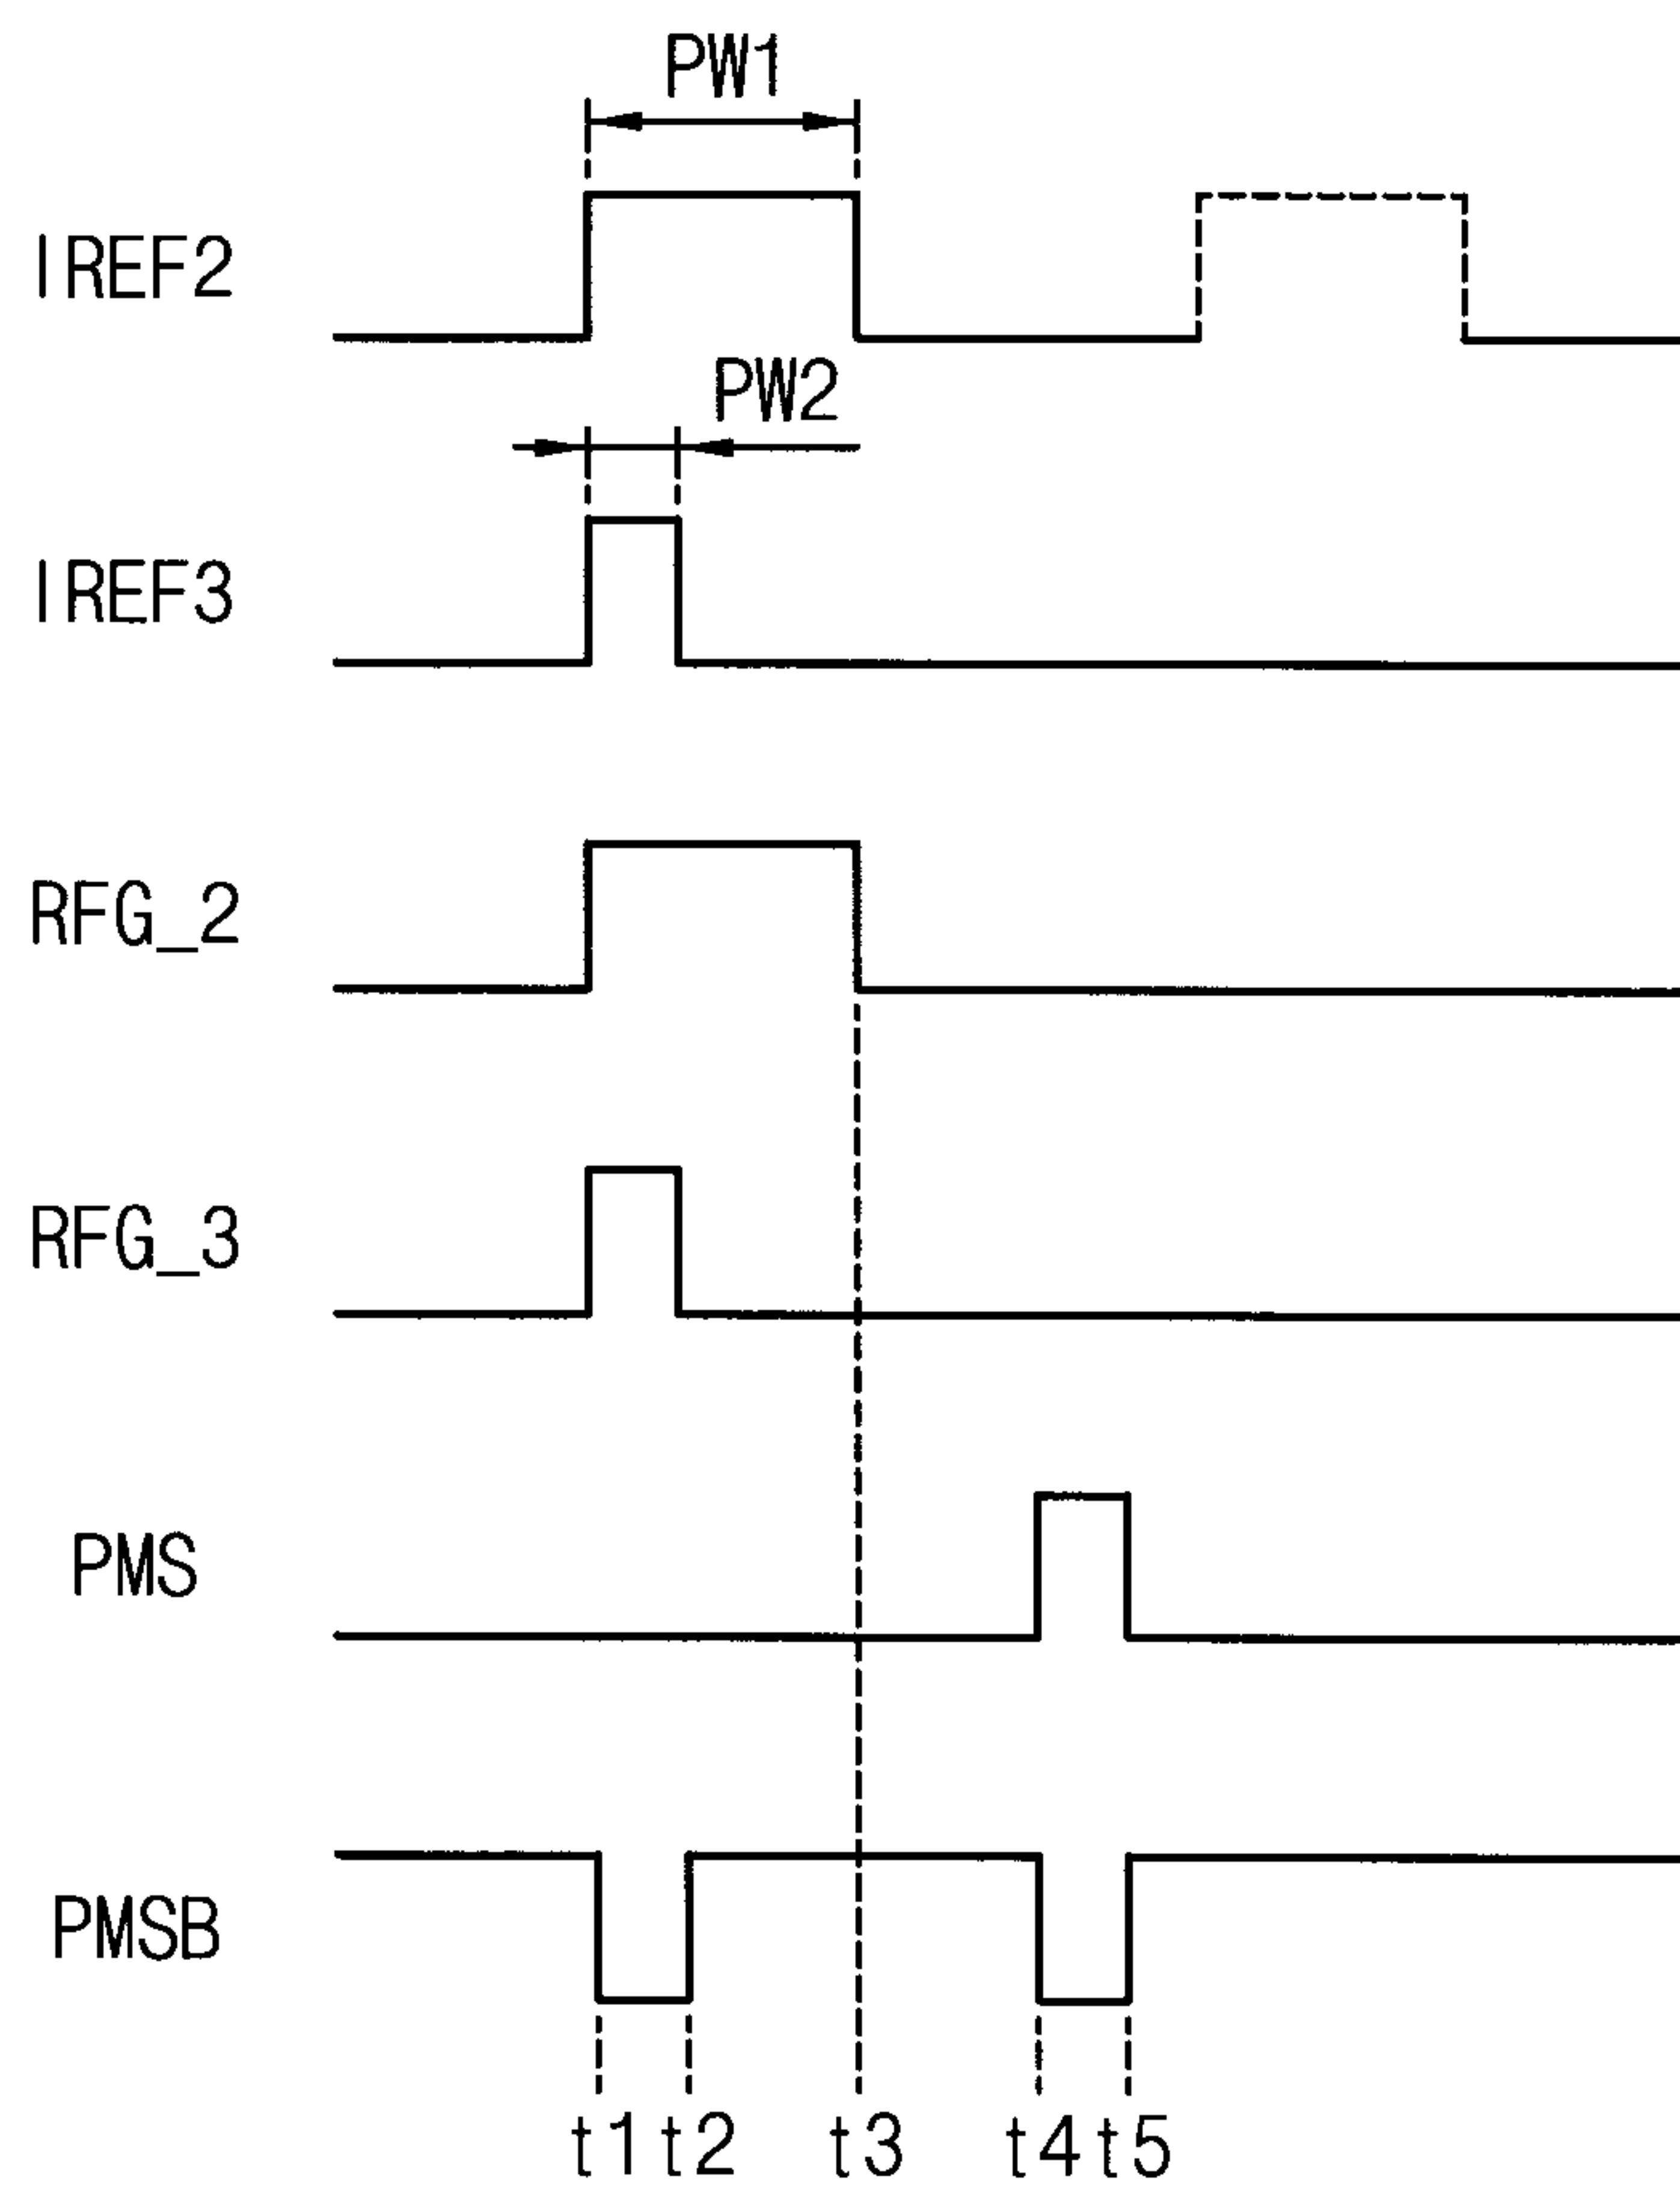 PW1
IREF2
PW2
IREF3
RFG_2
RFG_3
PMS
PMSB
t1 t2 t3 t4 t5